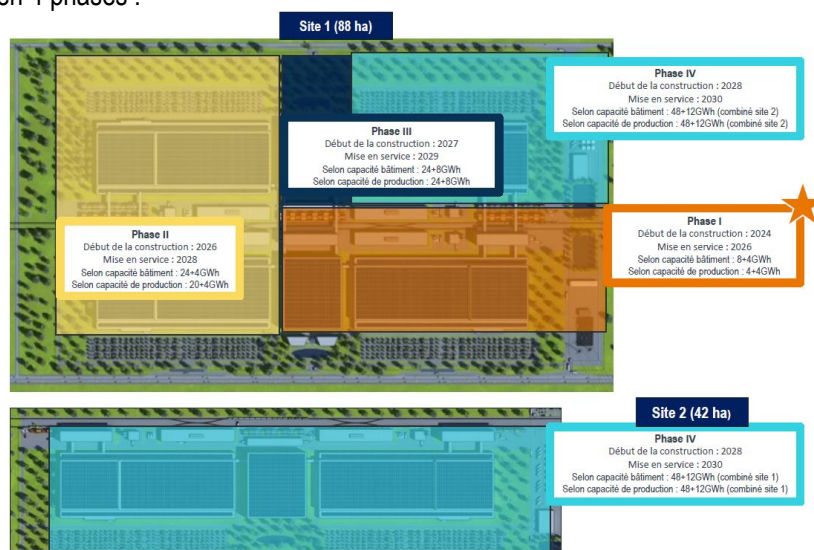 en 4 phases :
Site 1 (88 ha)
Phase IV
Début de la construction : 2028
Mise en service : 2030
Selon capacité bâtiment : 48+12GWh (combiné site 2)
Selon capacité de production : 48+12GWh (combiné site 2)
Phase III
Début de la construction : 2027
Mise en service : 2029
Selon capacité bâtiment : 24+8GWh
Selon capacité de production : 24+8GWh
Phase II
Début de la construction : 2026
Mise en service : 2028
Selon capacité bâtiment : 24+4GWh
Selon capacité de production : 20+4GWh
Phase I
Début de la construction : 2024
Mise en service : 2026
Selon capacité bâtiment : 8+4GWh
Selon capacité de production : 4+4GWh
Site 2 (42 ha)
Phase IV
Début de la construction : 2028
Mise en service : 2030
Selon capacité bâtiment : 48+12GWh (combiné site 1)
Selon capacité de production : 48+12GWh (combiné site 1)